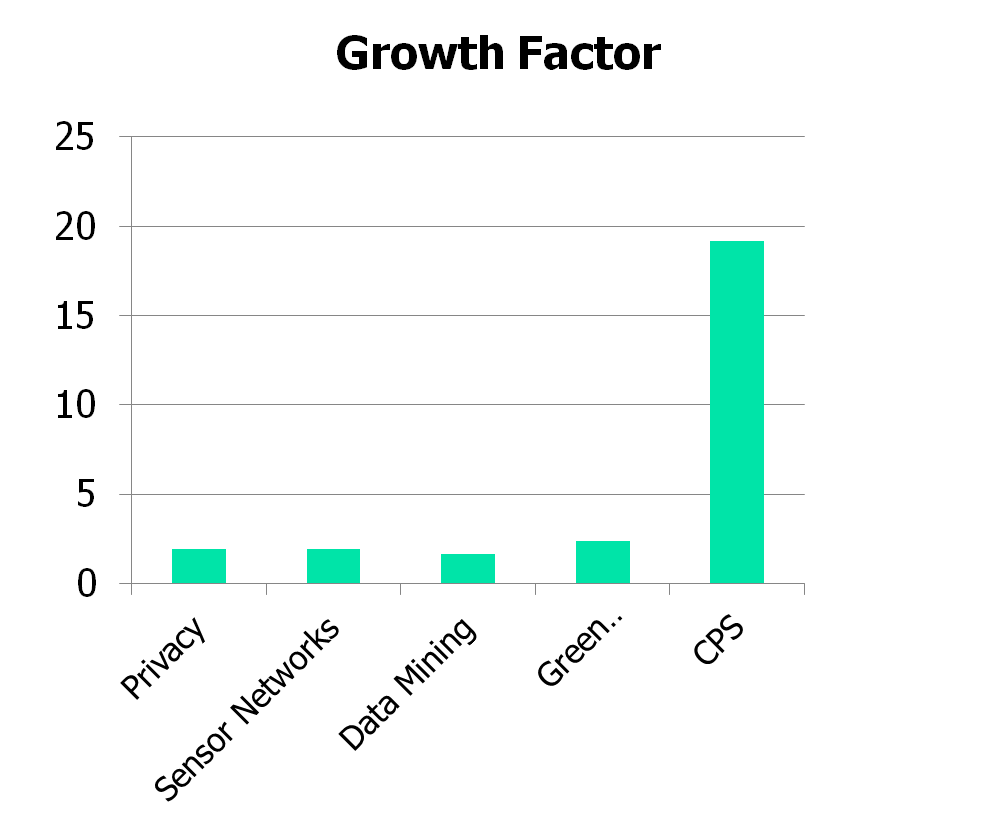 Growth Factor
25
20
15
10
5
0
Privacy
Sensor Networks
Data Mining
Green..
CPS